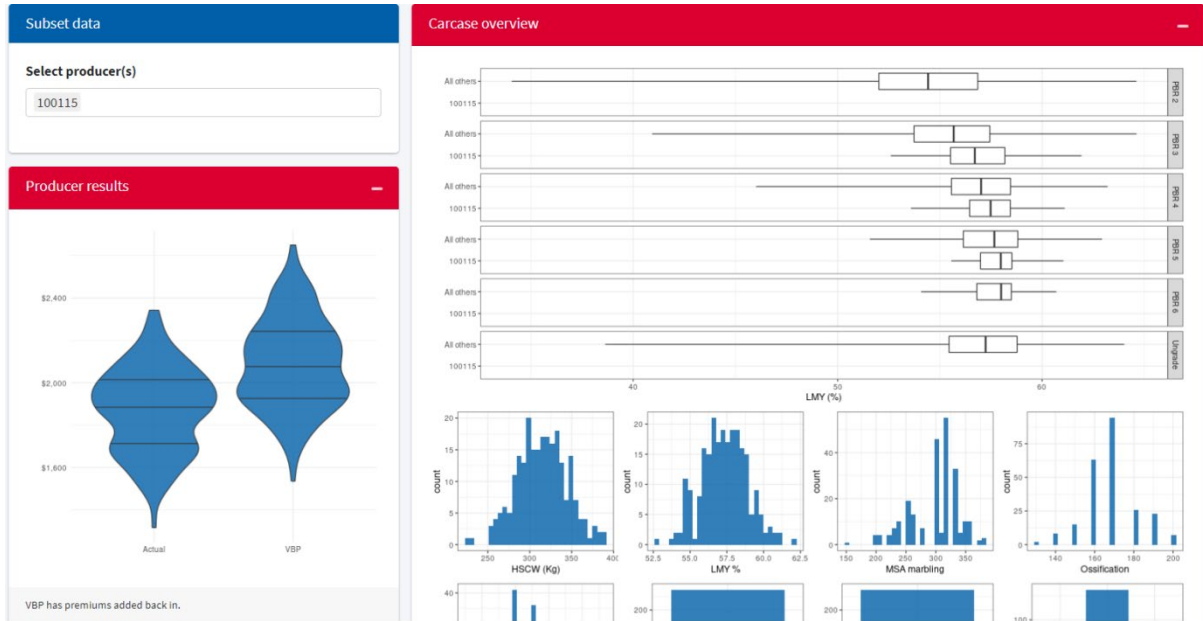 Subset data
Select producer(s)
100115
Producer results
$2,400
$2,000
$1,600
Actual VBP
VBP has premiums added back in.
Carcase overview
All others
100115
PBR 2
All others
100115
PBR 3
All others
100115
PBR 4
All others
100115
PBR 5
All others
100115
PBR 6
All others
100115
Ungrade
40 50 60
LMY (%)
20
15
10
5
0
count
250 300 350 400
HSCW (Kg)
20
15
10
5
0
count
52.5 55.0 57.5 60.0 62.5
LMY %
40
20
0
count
150 200 250 300 350
MSA marbling
75
50
25
0
count
140 160 180 200
Ossification
40
200
200
100